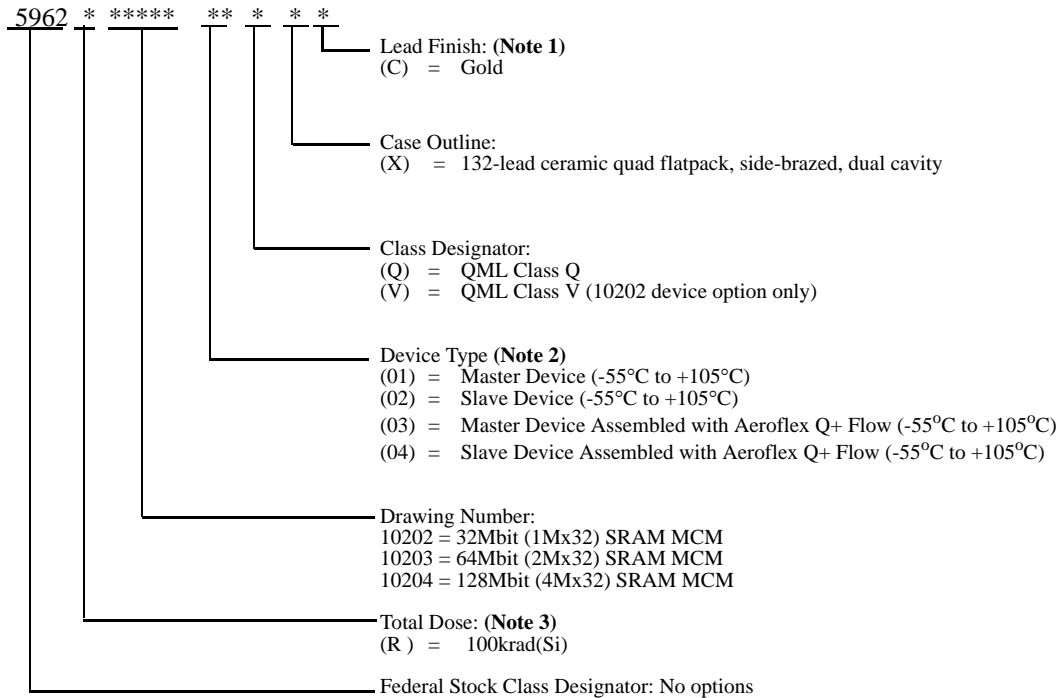 5962 * ***** ** * * *
Lead Finish: (Note 1)
(C) = Gold
Case Outline:
(X) = 132-lead ceramic quad flatpack, side-brazed, dual cavity
Class Designator:
(Q) = QML Class Q
(V) = QML Class V (10202 device option only)
Device Type (Note 2)
(01) = Master Device (-55°C to +105°C)
(02) = Slave Device (-55°C to +105°C)
(03) = Master Device Assembled with Aeroflex Q+ Flow (-55°C to +105°C)
(04) = Slave Device Assembled with Aeroflex Q+ Flow (-55°C to +105°C)
Drawing Number:
10202 = 32Mbit (1Mx32) SRAM MCM
10203 = 64Mbit (2Mx32) SRAM MCM
10204 = 128Mbit (4Mx32) SRAM MCM
Total Dose: (Note 3)
(R ) = 100krad(Si)
Federal Stock Class Designator: No options